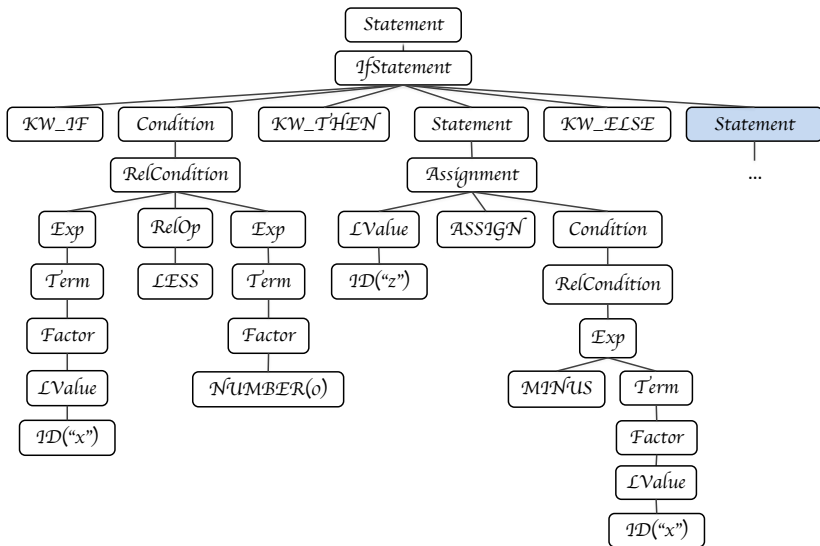 Statement
IfStatement
KW_IF Condition KW_THEN Statement KW_ELSE Statement
RelCondition Assignment ...
Exp RelOp Exp LValue ASSIGN Condition
Term LESS Term ID(“z”) RelCondition
Factor Factor Exp
LValue NUMBER(0) MINUS Term
ID(“x”) Factor
LValue
ID(“x”)